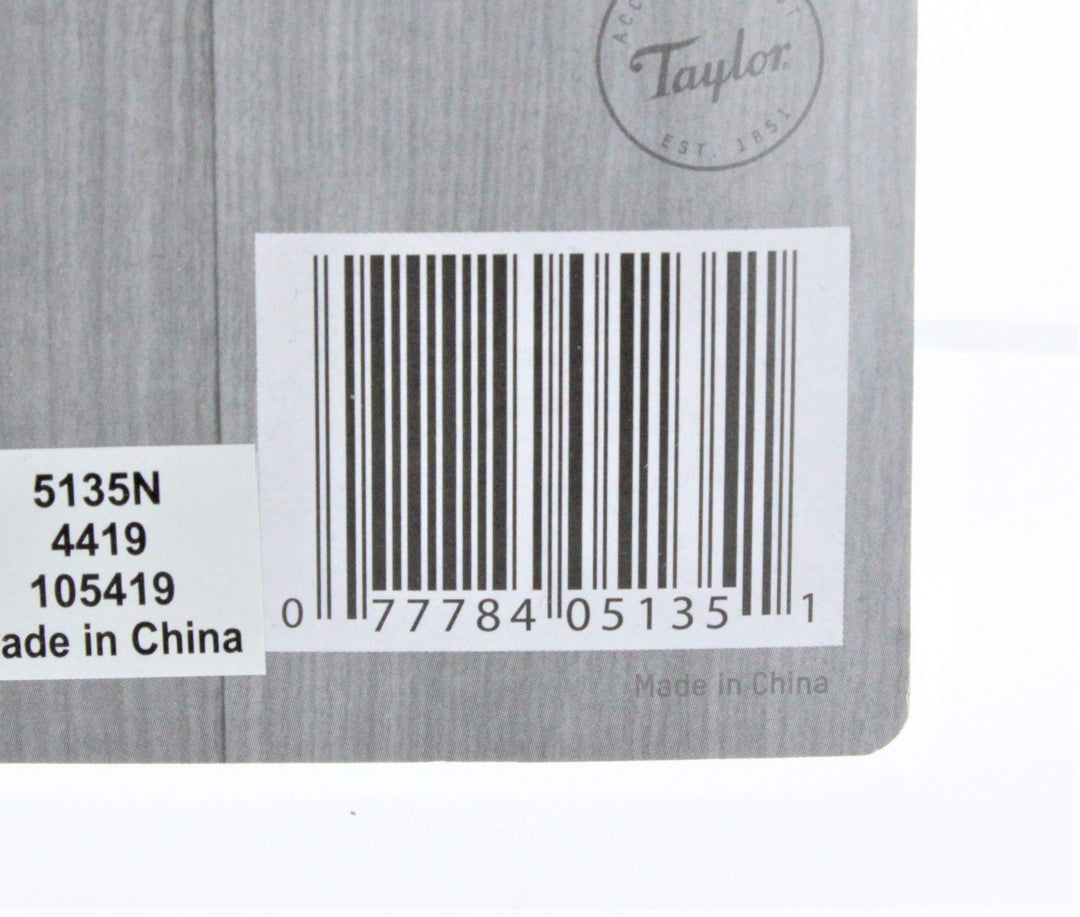 Taylor
EST. 1851
5135N
4419
105419
ade in China
0 77784 05135 1
Made in China